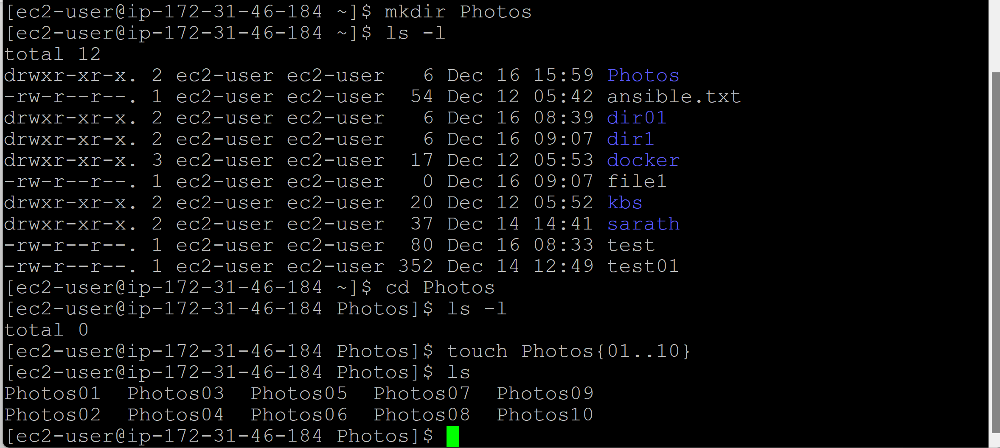 [ec2-user@ip-172-31-46-184 ~]$ mkdir Photos
[ec2-user@ip-172-31-46-184 ~]$ ls -l
total 12
drwxr-xr-x. 2 ec2-user ec2-user   6 Dec 16 15:59 Photos
-rw-r--r--. 1 ec2-user ec2-user  54 Dec 12 05:42 ansible.txt
drwxr-xr-x. 2 ec2-user ec2-user   6 Dec 16 08:39 dir01
drwxr-xr-x. 2 ec2-user ec2-user   6 Dec 16 09:07 dir1
drwxr-xr-x. 3 ec2-user ec2-user  17 Dec 12 05:53 docker
-rw-r--r--. 1 ec2-user ec2-user   0 Dec 16 09:07 file1
drwxr-xr-x. 2 ec2-user ec2-user  20 Dec 12 05:52 kbs
drwxr-xr-x. 2 ec2-user ec2-user  37 Dec 14 14:41 sarath
-rw-r--r--. 1 ec2-user ec2-user  80 Dec 16 08:33 test
-rw-r--r--. 1 ec2-user ec2-user 352 Dec 14 12:49 test01
[ec2-user@ip-172-31-46-184 ~]$ cd Photos
[ec2-user@ip-172-31-46-184 Photos]$ ls -l
total 0
[ec2-user@ip-172-31-46-184 Photos]$ touch Photos{01..10}
[ec2-user@ip-172-31-46-184 Photos]$ ls
Photos01  Photos03  Photos05  Photos07  Photos09
Photos02  Photos04  Photos06  Photos08  Photos10
[ec2-user@ip-172-31-46-184 Photos]$